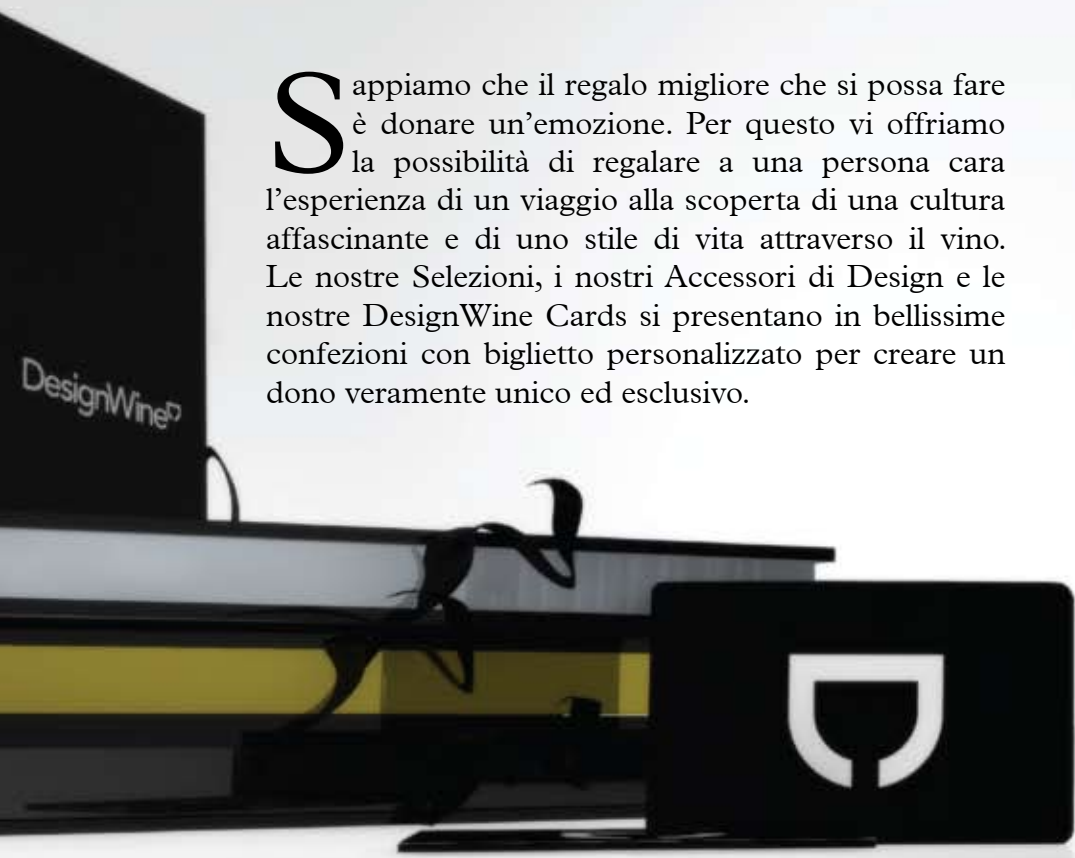 Sappiamo che il regalo migliore che si possa fare
è donare un'emozione. Per questo vi offriamo
la possibilità di regalare a una persona cara
l'esperienza di un viaggio alla scoperta di una cultura
affascinante e di uno stile di vita attraverso il vino.
Le nostre Selezioni, i nostri Accessori di Design e le
nostre DesignWine Cards si presentano in bellissime
confezioni con biglietto personalizzato per creare un
dono veramente unico ed esclusivo.
DesignWine